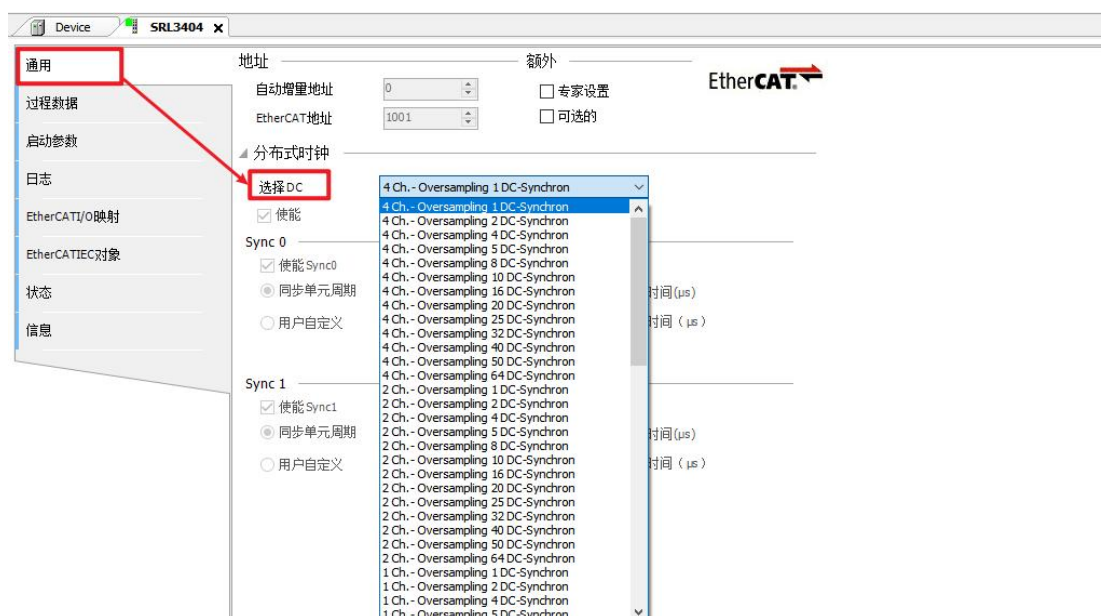 Device
SRL3404
通用
过程数据
启动参数
日志
EtherCATI/O映射
EtherCATIEC对象
状态
信息
地址
额外
自动增量地址
0
专家设置
EtherCAT地址
1001
可选的
EtherCAT.
分布式时钟
选择DC
4 Ch. - Oversampling 1 DC-Synchron
4 Ch. - Oversampling 1 DC-Synchron
4 Ch. - Oversampling 2 DC-Synchron
4 Ch. - Oversampling 4 DC-Synchron
4 Ch. - Oversampling 5 DC-Synchron
4 Ch. - Oversampling 8 DC-Synchron
4 Ch. - Oversampling 10 DC-Synchron
4 Ch. - Oversampling 16 DC-Synchron
4 Ch. - Oversampling 20 DC-Synchron
4 Ch. - Oversampling 25 DC-Synchron
4 Ch. - Oversampling 32 DC-Synchron
4 Ch. - Oversampling 40 DC-Synchron
4 Ch. - Oversampling 50 DC-Synchron
4 Ch. - Oversampling 64 DC-Synchron
2 Ch. - Oversampling 1 DC-Synchron
2 Ch. - Oversampling 2 DC-Synchron
2 Ch. - Oversampling 4 DC-Synchron
2 Ch. - Oversampling 5 DC-Synchron
2 Ch. - Oversampling 8 DC-Synchron
2 Ch. - Oversampling 10 DC-Synchron
2 Ch. - Oversampling 16 DC-Synchron
2 Ch. - Oversampling 20 DC-Synchron
2 Ch. - Oversampling 25 DC-Synchron
2 Ch. - Oversampling 32 DC-Synchron
2 Ch. - Oversampling 40 DC-Synchron
2 Ch. - Oversampling 50 DC-Synchron
2 Ch. - Oversampling 64 DC-Synchron
1 Ch. - Oversampling 1 DC-Synchron
1 Ch. - Oversampling 2 DC-Synchron
1 Ch. - Oversampling 4 DC-Synchron
1 Ch. - Oversampling 5 DC-Synchron
使能
Sync 0
使能 Sync0
同步单元周期
时间(µs)
用户自定义
时间（µs）
Sync 1
使能 Sync1
同步单元周期
时间(µs)
用户自定义
时间（µs）